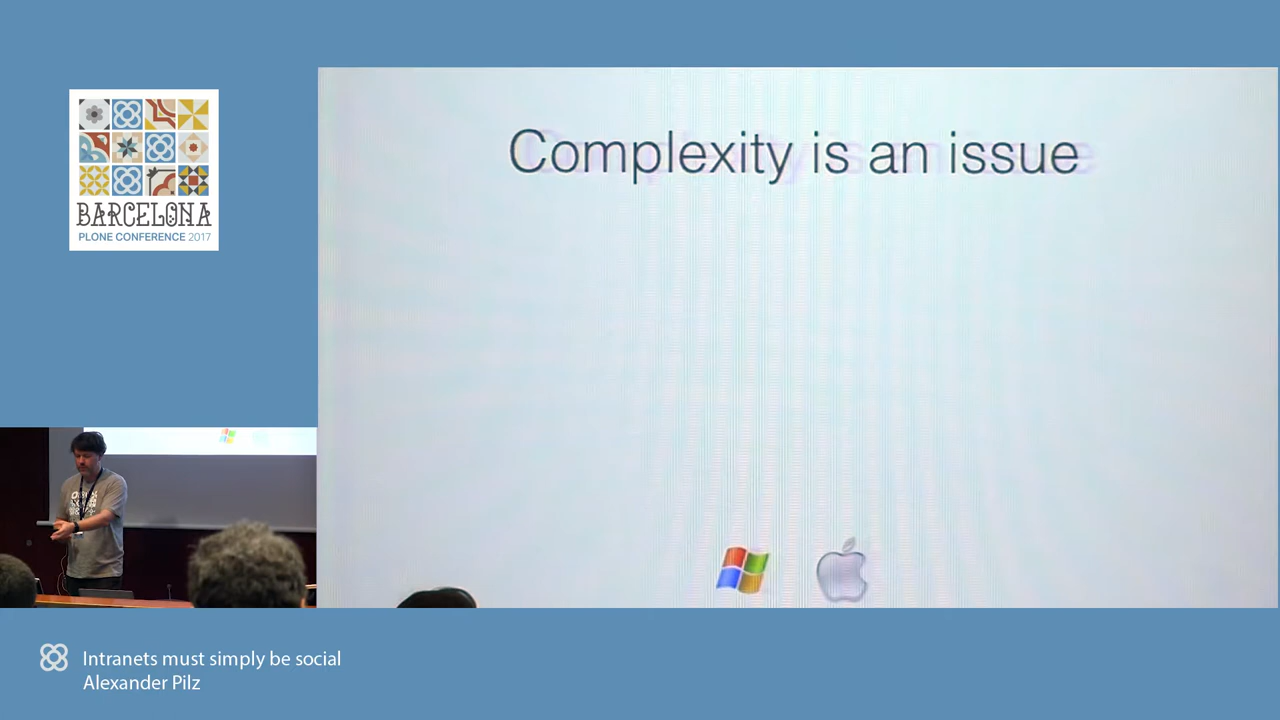 BARCELONA
PLONE CONFERENCE 2017
Complexity is an issue
Intranets must simply be social
Alexander Pilz